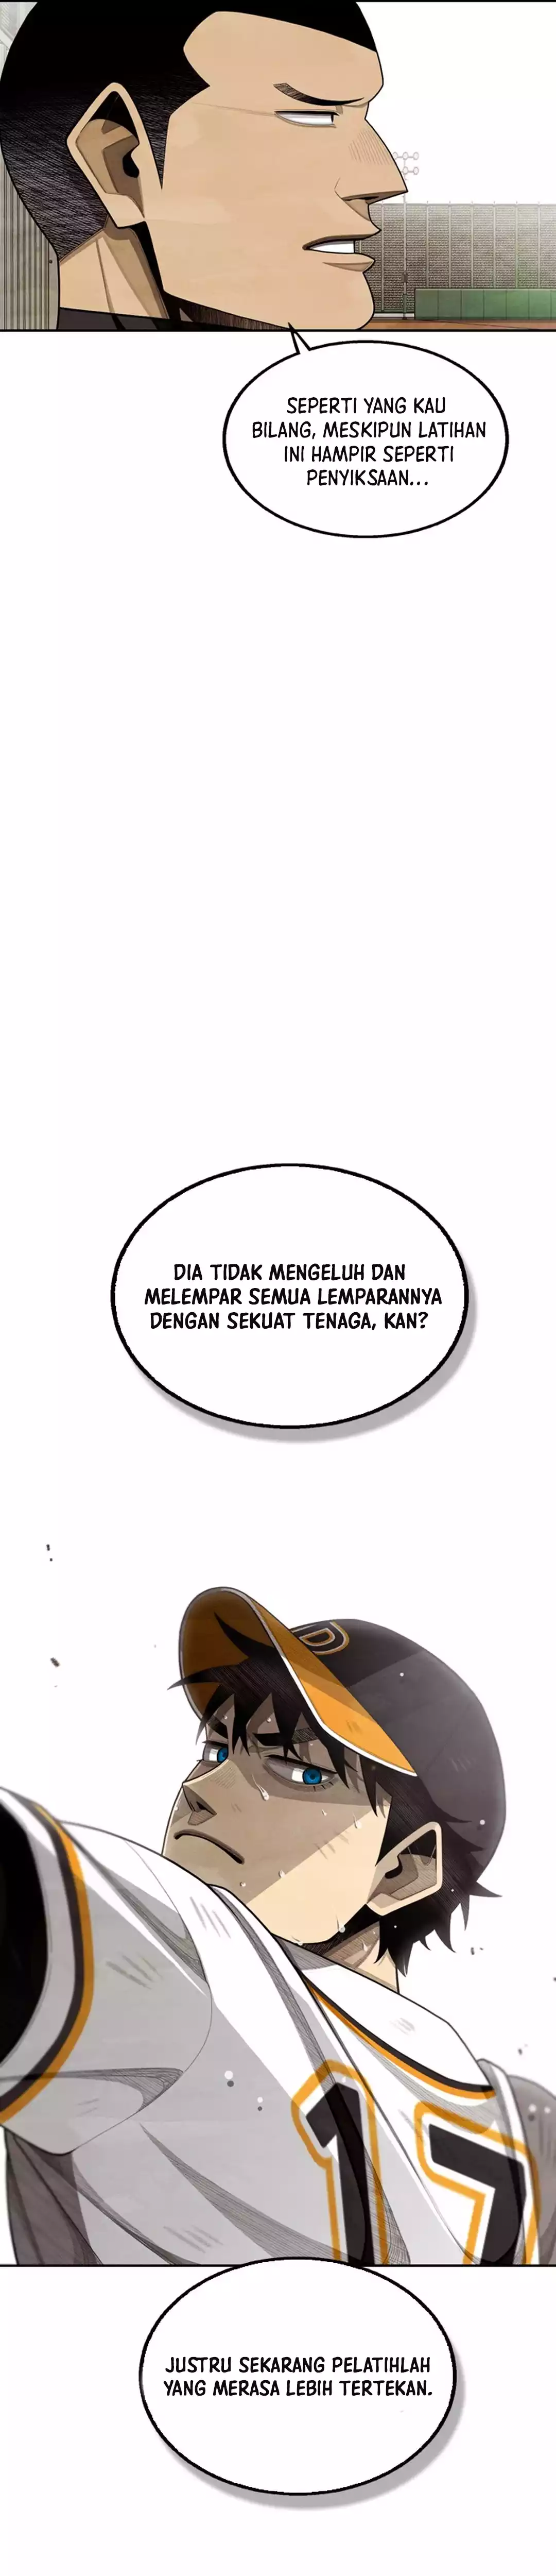 SEPERTI YANG KAU
BILANG, MESKIPUN LATIHAN
INI HAMPIR SEPERTI
PENYIKSAAN...
DIA TIDAK MENGELUH DAN
MELEMPAR SEMUA LEMPARANNYA
DENGAN SEKUAT TENAGA, KAN?
D
17
JUSTRU SEKARANG PELATIHLAH
YANG MERASA LEBIH TERTEKAN.